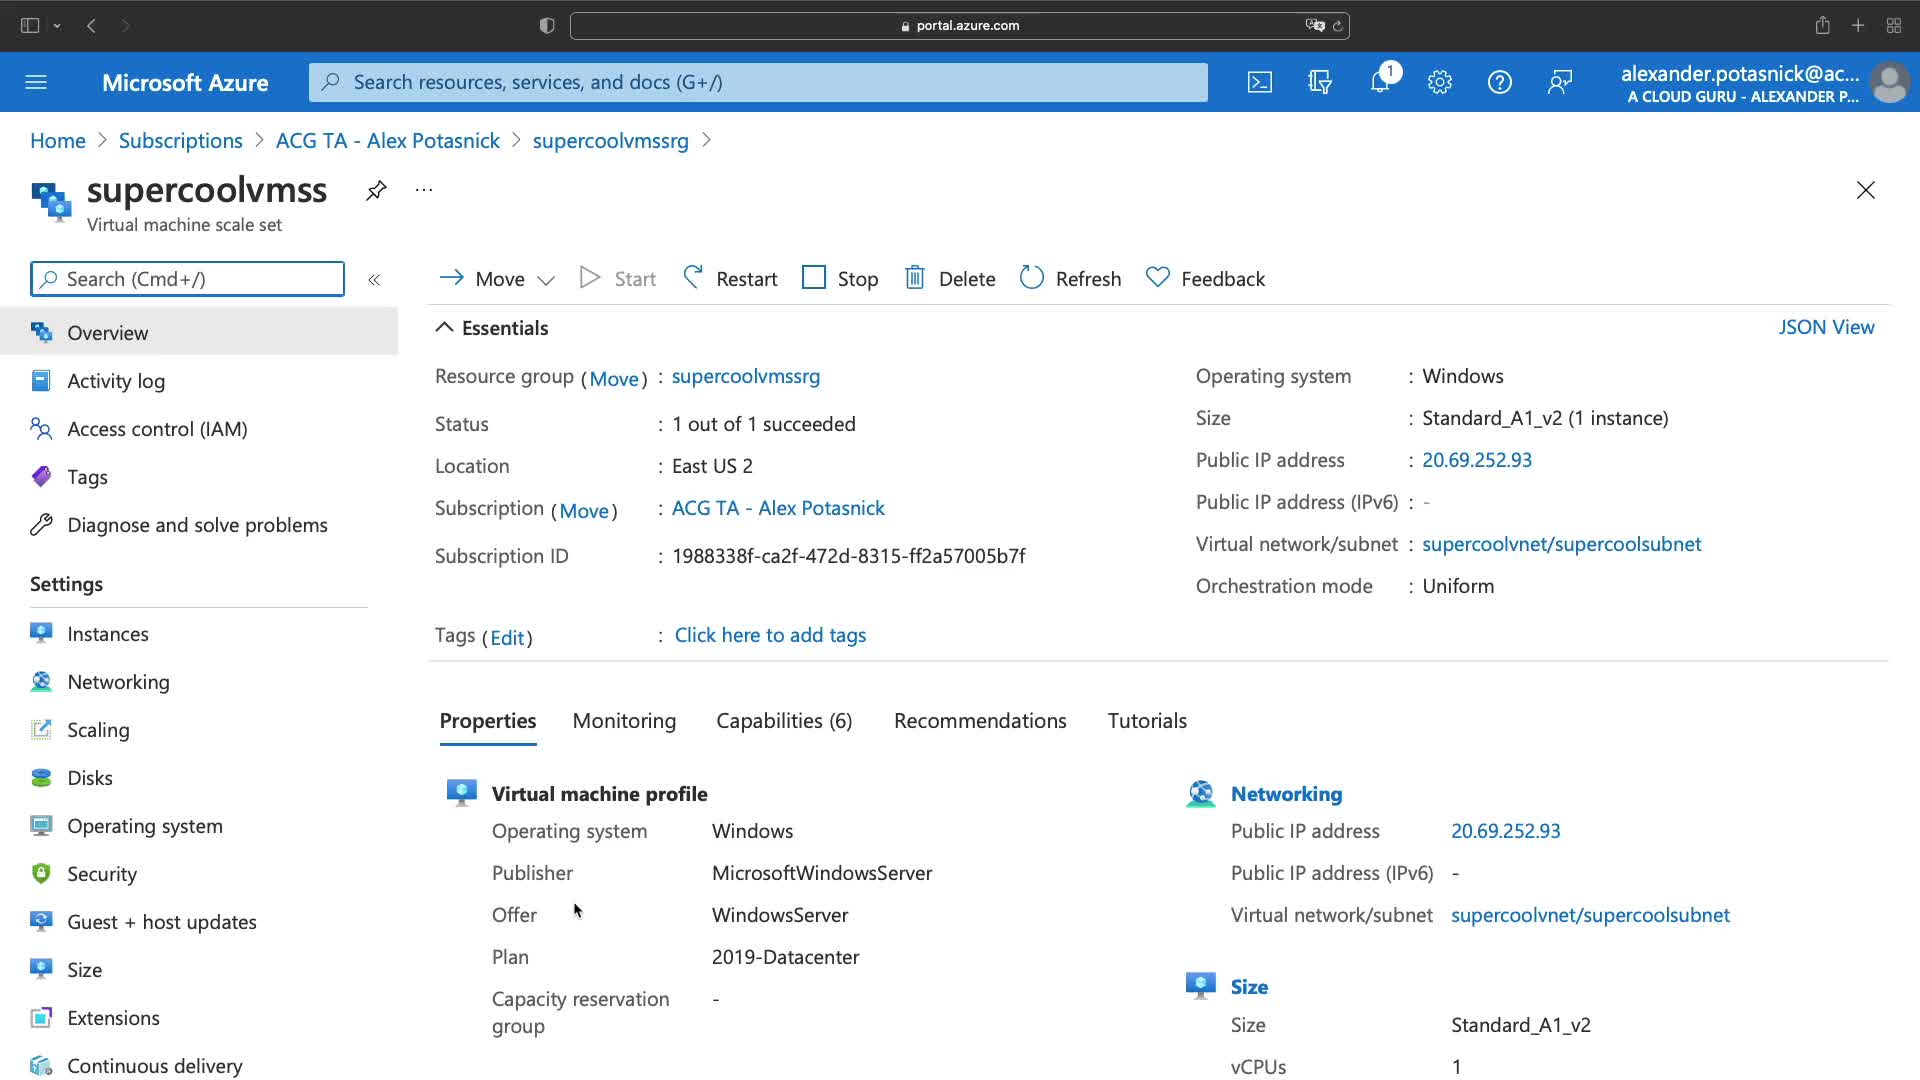 portal.azure.com
Microsoft Azure
Search resources, services, and docs (G+/)
1
alexander.potasnick@ac...
A CLOUD GURU - ALEXANDER P...
Home > Subscriptions > ACG TA - Alex Potasnick > supercoolvmssrg >
supercoolvmss
...
Virtual machine scale set
Search (Cmd+/)
«
Move
Start
Restart
Stop
Delete
Refresh
Feedback
Overview
Activity log
Access control (IAM)
Tags
Diagnose and solve problems
Settings
Instances
Networking
Scaling
Disks
Operating system
Security
Guest + host updates
Size
Extensions
Continuous delivery
Essentials
JSON View
Resource group (Move) : supercoolvmssrg
Status : 1 out of 1 succeeded
Location : East US 2
Subscription (Move) : ACG TA - Alex Potasnick
Subscription ID : 1988338f-ca2f-472d-8315-ff2a57005b7f
Tags (Edit) : Click here to add tags
Operating system : Windows
Size : Standard_A1_v2 (1 instance)
Public IP address : 20.69.252.93
Public IP address (IPv6) : -
Virtual network/subnet : supercoolvnet/supercoolsubnet
Orchestration mode : Uniform
Properties
Monitoring
Capabilities (6)
Recommendations
Tutorials
Virtual machine profile
Operating system Windows
Publisher MicrosoftWindowsServer
Offer WindowsServer
Plan 2019-Datacenter
Capacity reservation -
group
Networking
Public IP address 20.69.252.93
Public IP address (IPv6) -
Virtual network/subnet supercoolvnet/supercoolsubnet
Size
Size Standard_A1_v2
vCPUs 1